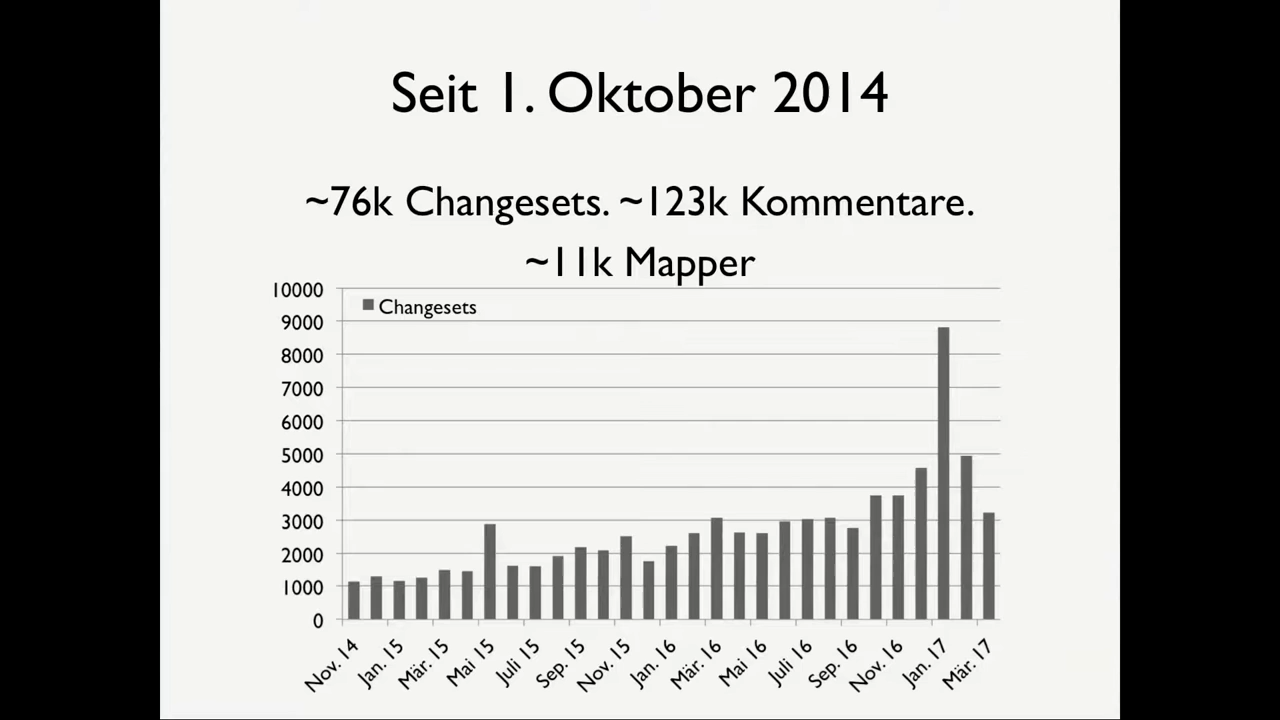 Seit 1. Oktober 2014
~76k Changesets. ~123k Kommentare.
~11k Mapper
Changesets
10000
9000
8000
7000
6000
5000
4000
3000
2000
1000
0
Nov. 14
Jan. 15
Mär. 15
Mai 15
Juli 15
Sep. 15
Nov. 15
Jan. 16
Mär. 16
Mai 16
Juli 16
Sep. 16
Nov. 16
Jan. 17
Mär. 17